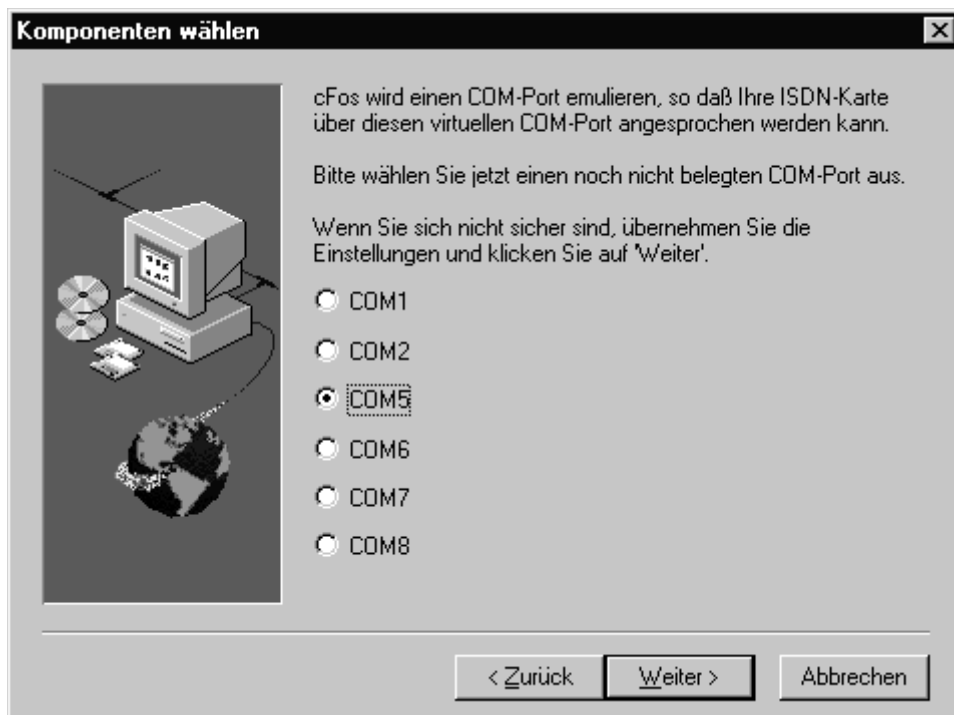 Komponenten wählen
cFos wird einen COM-Port emulieren, so daß Ihre ISDN-Karte
über diesen virtuellen COM-Port angesprochen werden kann.
Bitte wählen Sie jetzt einen noch nicht belegten COM-Port aus.
Wenn Sie sich nicht sicher sind, übernehmen Sie die
Einstellungen und klicken Sie auf 'Weiter'.
COM1
COM2
COM5
COM6
COM7
COM8
< Zurück
Weiter >
Abbrechen